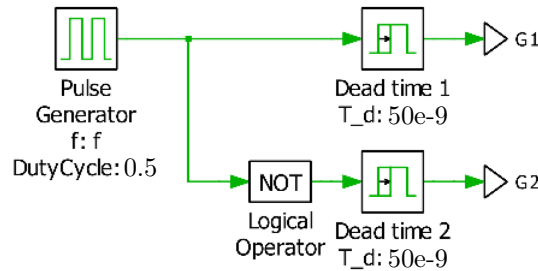 G1
Pulse
Generator
f: f
DutyCycle: 0.5
Dead time 1
T_d: 50e-9
NOT
Logical
Operator
G2
Dead time 2
T_d: 50e-9